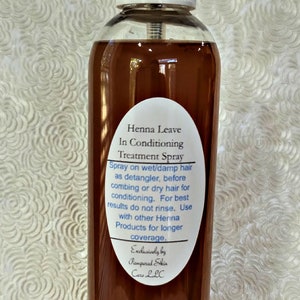 Henna Leave
In Conditioning
Treatment Spray
Spray on wet/damp hair
as detangler, before
combing or dry hair for
conditioning. For best
results do not rinse. Use
with other Henna
Products for longer
coverage.
Exclusively by
Pampered Skin
Care LLC